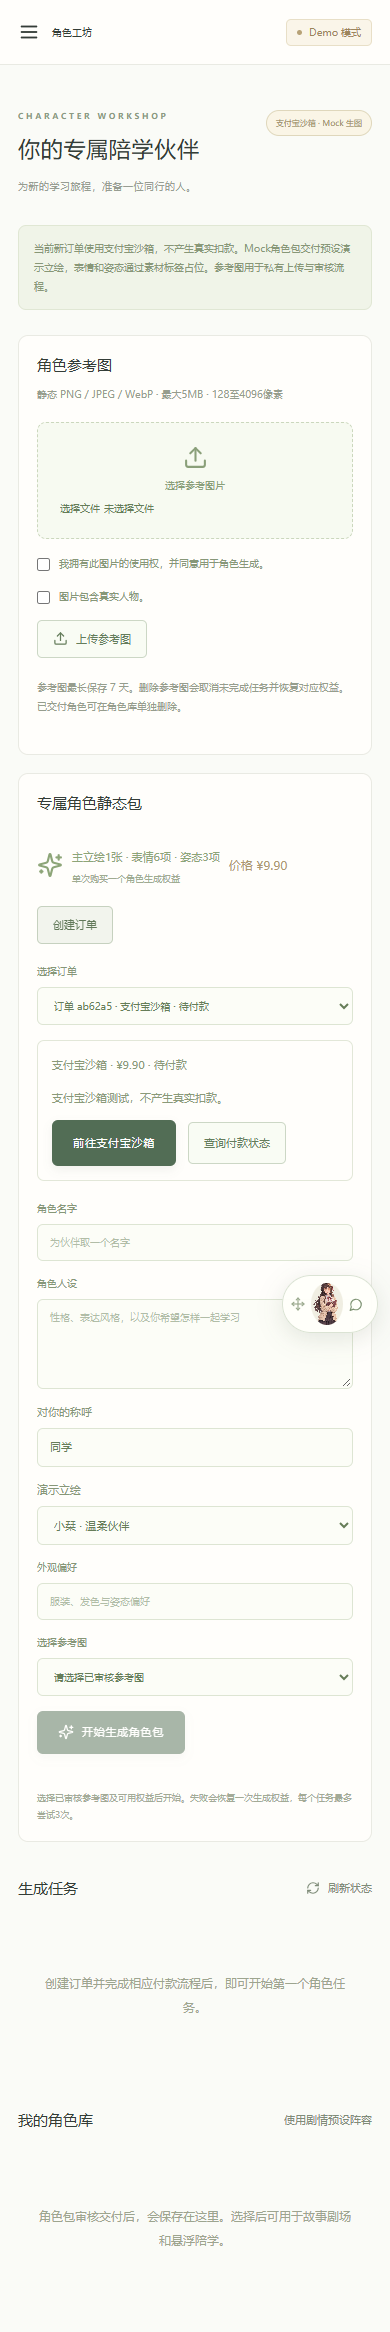 角色工坊
Demo 模式
CHARACTER WORKSHOP
支付宝沙箱 · Mock 生图
你的专属陪学伙伴
为新的学习旅程，准备一位同行的人。
当前新订单使用支付宝沙箱，不产生真实扣款。Mock角色包交付预设演
示立绘，表情和姿态通过素材标签占位。参考图用于私有上传与审核流
程。
角色参考图
静态 PNG / JPEG / WebP · 最大5MB · 128至4096像素
选择参考图片
选择文件 未选择文件
我拥有此图片的使用权，并同意用于角色生成。
图片包含真实人物。
上传参考图
参考图最长保存 7 天。删除参考图会取消未完成任务并恢复对应权益。
已交付角色可在角色库单独删除。
专属角色静态包
主立绘1张 · 表情6项 · 姿态3项
单次购买一个角色生成权益
价格 ¥9.90
创建订单
选择订单
订单 ab62a5 · 支付宝沙箱 · 待付款
支付宝沙箱 · ¥9.90 · 待付款
支付宝沙箱测试，不产生真实扣款。
前往支付宝沙箱
查询付款状态
角色名字
为伙伴取一个名字
角色人设
性格、表达风格，以及你希望怎样一起学习
对你的称呼
同学
演示立绘
小栞 · 温柔伙伴
外观偏好
服装、发色与姿态偏好
选择参考图
请选择已审核参考图
开始生成角色包
选择已审核参考图及可用权益后开始。失败会恢复一次生成权益，每个任务最多
尝试3次。
生成任务
刷新状态
创建订单并完成相应付款流程后，即可开始第一个角色任
务。
我的角色库
使用剧情预设阵容
角色包审核交付后，会保存在这里。选择后可用于故事剧场
和悬浮陪学。